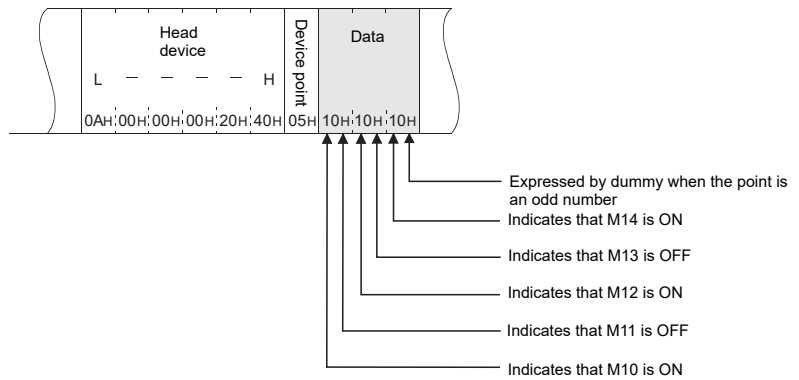 Head
device
Device point
Data
L – – – – H
0AH 00H 00H 00H 20H 40H 05H 10H 10H 10H
Expressed by dummy when the point is
an odd number
Indicates that M14 is ON
Indicates that M13 is OFF
Indicates that M12 is ON
Indicates that M11 is OFF
Indicates that M10 is ON